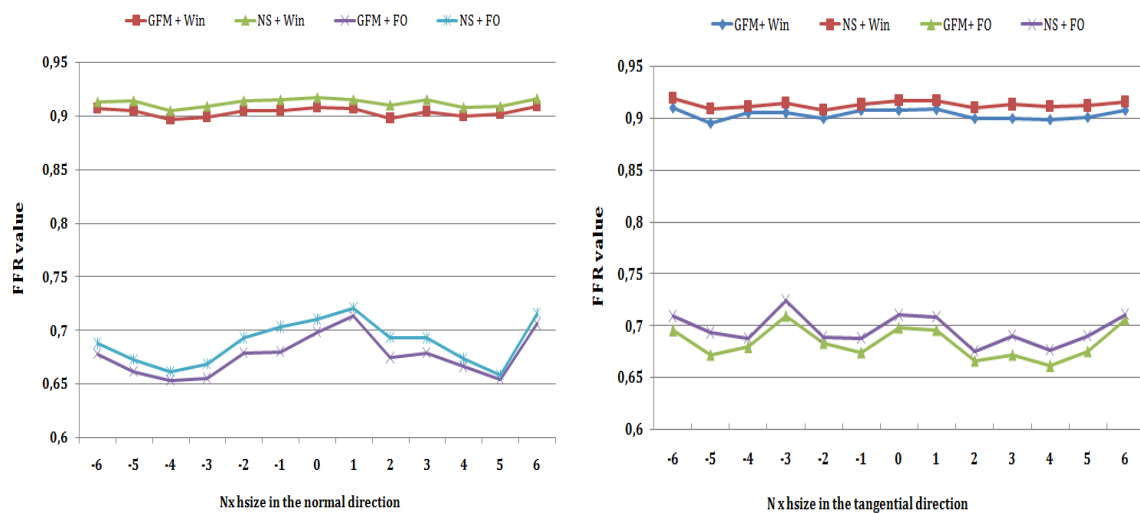 GFM + Win NS + Win GFM + FO NS + FO
0,95
0,9
0,85
0,8
0,75
0,7
0,65
0,6
FFR value
-6 -5 -4 -3 -2 -1 0 1 2 3 4 5 6
Nx hsize in the normal direction
GFM+ Win NS + Win GFM+ FO NS + FO
0,95
0,9
0,85
0,8
0,75
0,7
0,65
0,6
FFR value
-6 -5 -4 -3 -2 -1 0 1 2 3 4 5 6
N x hsize in the tangential direction